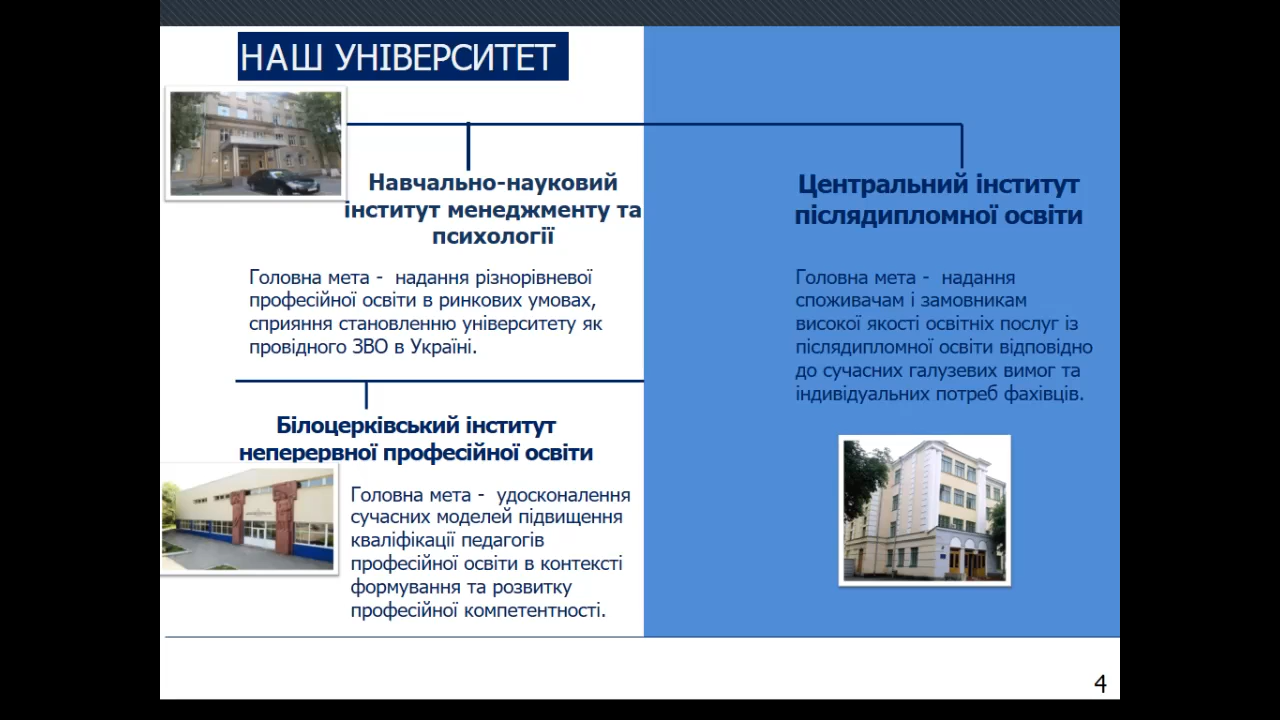 НАШ УНІВЕРСИТЕТ
Навчально-науковий
інститут менеджменту та
психології
Головна мета - надання різнорівневої
професійної освіти в ринкових умовах,
сприяння становленню університету як
провідного ЗВО в Україні.
Білоцерківський інститут
неперервної професійної освіти
Головна мета - удосконалення
сучасних моделей підвищення
кваліфікації педагогів
професійної освіти в контексті
формування та розвитку
професійної компетентності.
Центральний інститут
післядипломної освіти
Головна мета - надання
споживачам і замовникам
високої якості освітніх послуг із
післядипломної освіти відповідно
до сучасних галузевих вимог та
індивідуальних потреб фахівців.
4